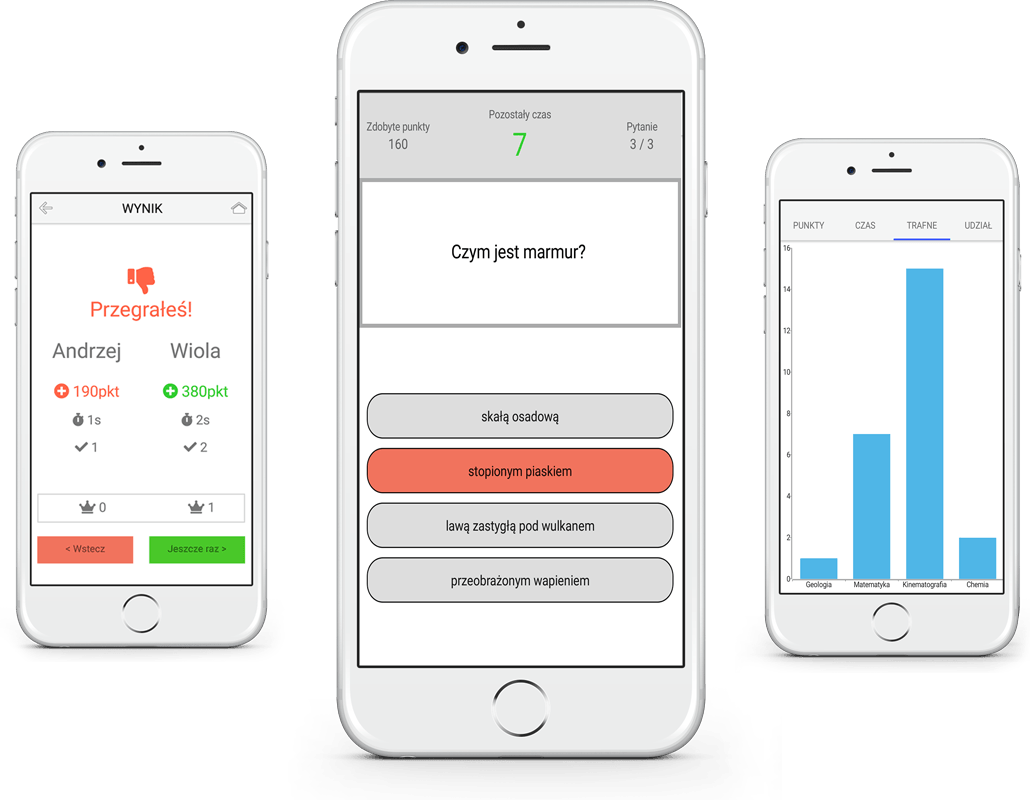 WYNIK
Przegrałeś!
Andrzej Wiola
190pkt 380pkt
1s 2s
1 2
0 1
< Wstecz Jeszcze raz >
Pozostały czas
Zdobyte punkty 7 Pytanie
160 3 / 3
Czym jest marmur?
skałą osadową
stopionym piaskiem
lawą zastygłą pod wulkanem
przeobrażonym wapieniem
PUNKTY CZAS TRAFNE UDZIAŁ
16
14
12
10
8
6
4
2
0
Geologia Matematyka Kinematografia Chemia